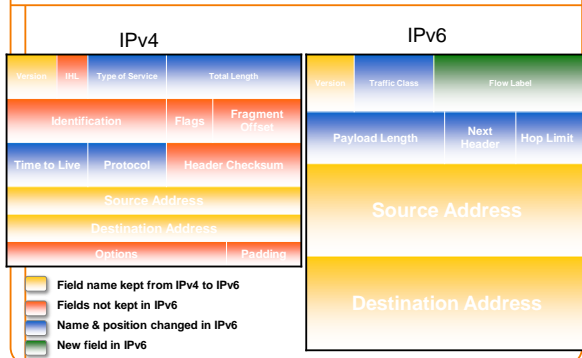 IPv4
IPv6
Version IHL Type of Service Total Length
Identification Flags Fragment Offset
Time to Live Protocol Header Checksum
Source Address
Destination Address
Options Padding
Version Traffic Class Flow Label
Payload Length Next Header Hop Limit
Source Address
Destination Address
Field name kept from IPv4 to IPv6
Fields not kept in IPv6
Name & position changed in IPv6
New field in IPv6